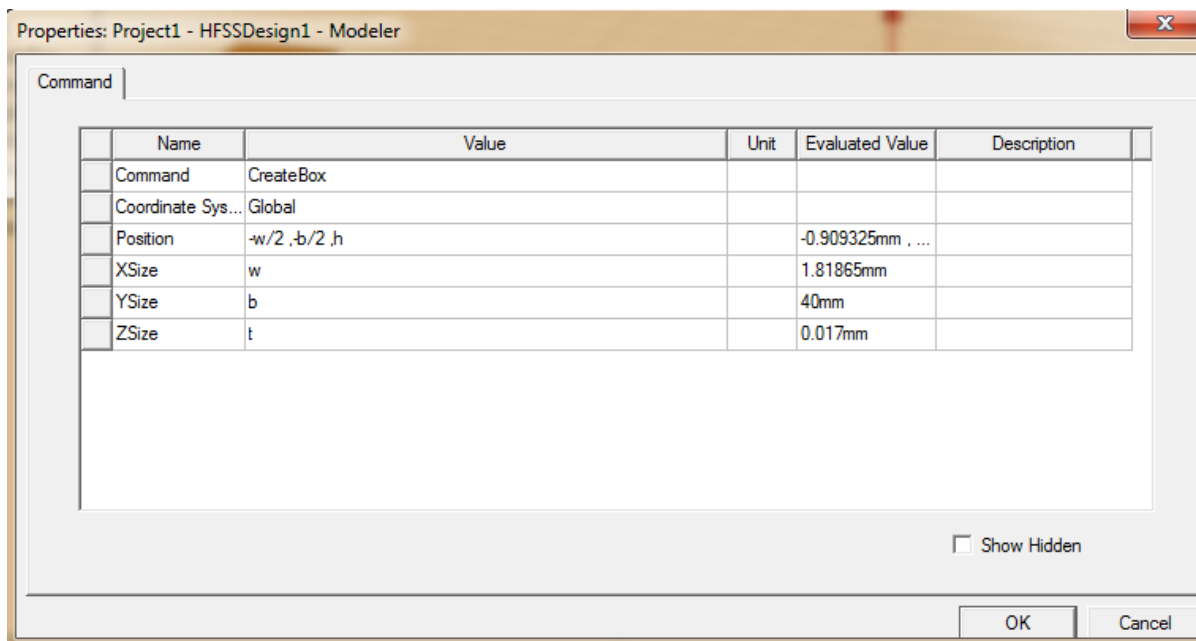 Properties: Project1 - HFSSDesign1 - Modeler
X
Command
Name Value Unit Evaluated Value Description
Command CreateBox
Coordinate Sys... Global
Position -w/2 ,-b/2 ,h -0.909325mm , ...
XSize w 1.81865mm
YSize b 40mm
ZSize t 0.017mm
Show Hidden
OK Cancel